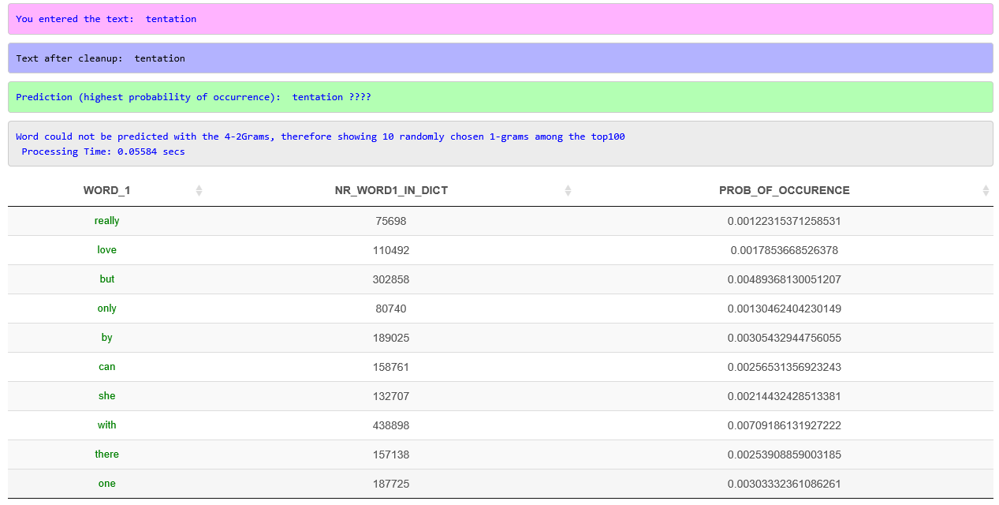 You entered the text:  tentation
Text after cleanup:  tentation
Prediction (highest probability of occurrence):  tentation ????
Word could not be predicted with the 4-2Grams, therefore showing 10 randomly chosen 1-grams among the top100
Processing Time: 0.05584 secs
WORD_1 NR_WORD1_IN_DICT PROB_OF_OCCURENCE
really 75698 0.00122315371258531
love 110492 0.0017853668526378
but 302858 0.00489368130051207
only 80740 0.00130462404230149
by 189025 0.00305432944756055
can 158761 0.00256531356923243
she 132707 0.00214432428513381
with 438898 0.00709186131927222
there 157138 0.00253908859003185
one 187725 0.00303332361086261